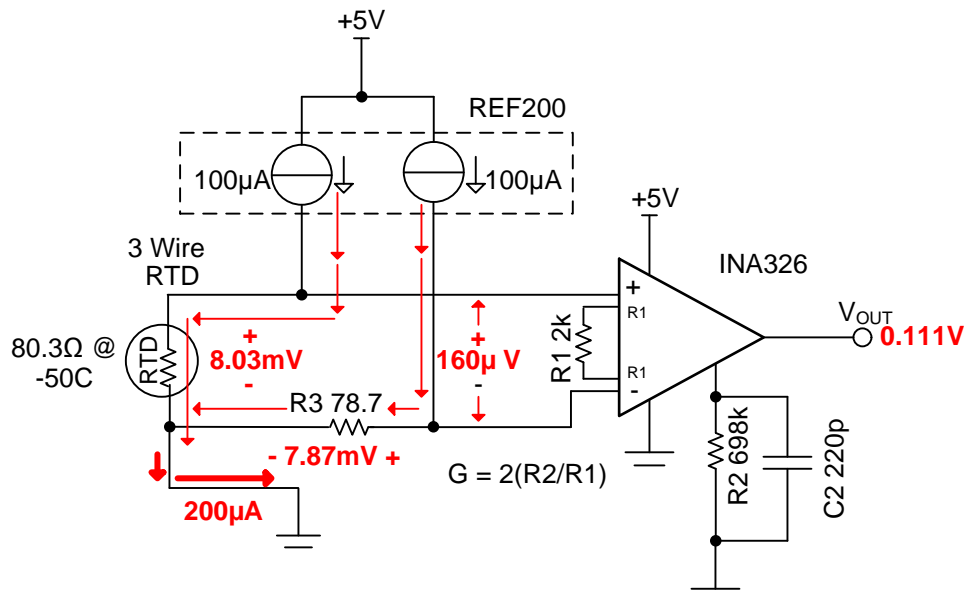 +5V
REF200
100µA
100µA
+5V
3 Wire
RTD
INA326
+
R1
R1 2k
R1
-
VOUT
0.111V
80.3Ω @
-50C
RTD
+
8.03mV
-
+
160µ V
-
R3 78.7
- 7.87mV +
G = 2(R2/R1)
200µA
R2 698k
C2 220p